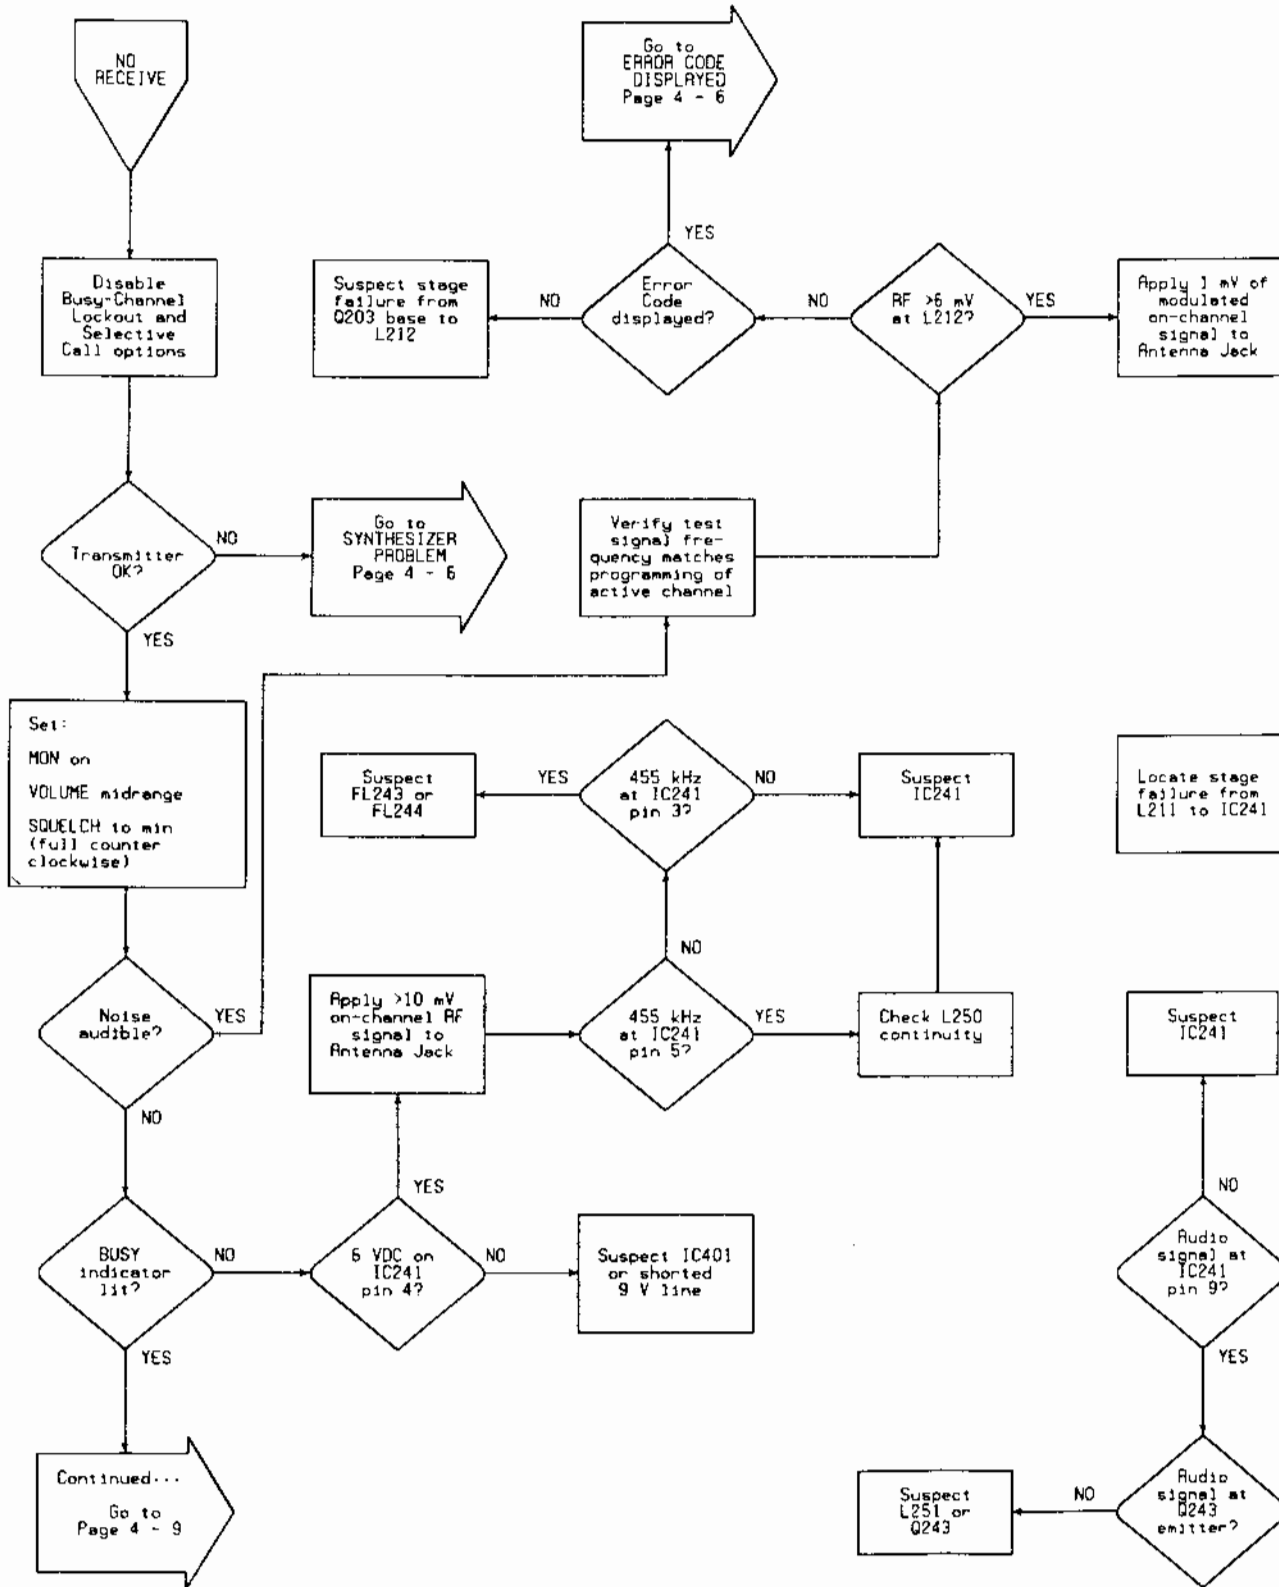 NO
RECEIVE
Go to
ERROR CODE
DISPLAYED
Page 4 - 6
YES
Disable
Busy-Channel
Lockout and
Selective
Call options
Suspect stage
failure from
Q203 base to
L212
NO
Error
Code
displayed?
NO
RF >6 mV
at L212?
YES
Apply 1 mV of
modulated
on-channel
signal to
Antenna Jack
Transmitter
OK?
NO
Go to
SYNTHESIZER
PROBLEM
Page 4 - 6
Verify test
signal fre-
quency matches
programming of
active channel
YES
Set:
MON on
VOLUME midrange
SQUELCH to min
(full counter
clockwise)
Suspect
FL243 or
FL244
YES
455 kHz
at IC241
pin 3?
NO
Suspect
IC241
Locate stage
failure from
L211 to IC241
NO
Noise
audible?
YES
Apply >10 mV
on-channel RF
signal to
Antenna Jack
455 kHz
at IC241
pin 5?
YES
Check L250
continuity
Suspect
IC241
NO
YES
NO
BUSY
indicator
lit?
NO
6 VDC on
IC241
pin 4?
NO
Suspect IC401
or shorted
9 V line
Audio
signal at
IC241
pin 9?
YES
YES
Continued...
Go to
Page 4 - 9
Suspect
L251 or
Q243
NO
Audio
signal at
Q243
emitter?